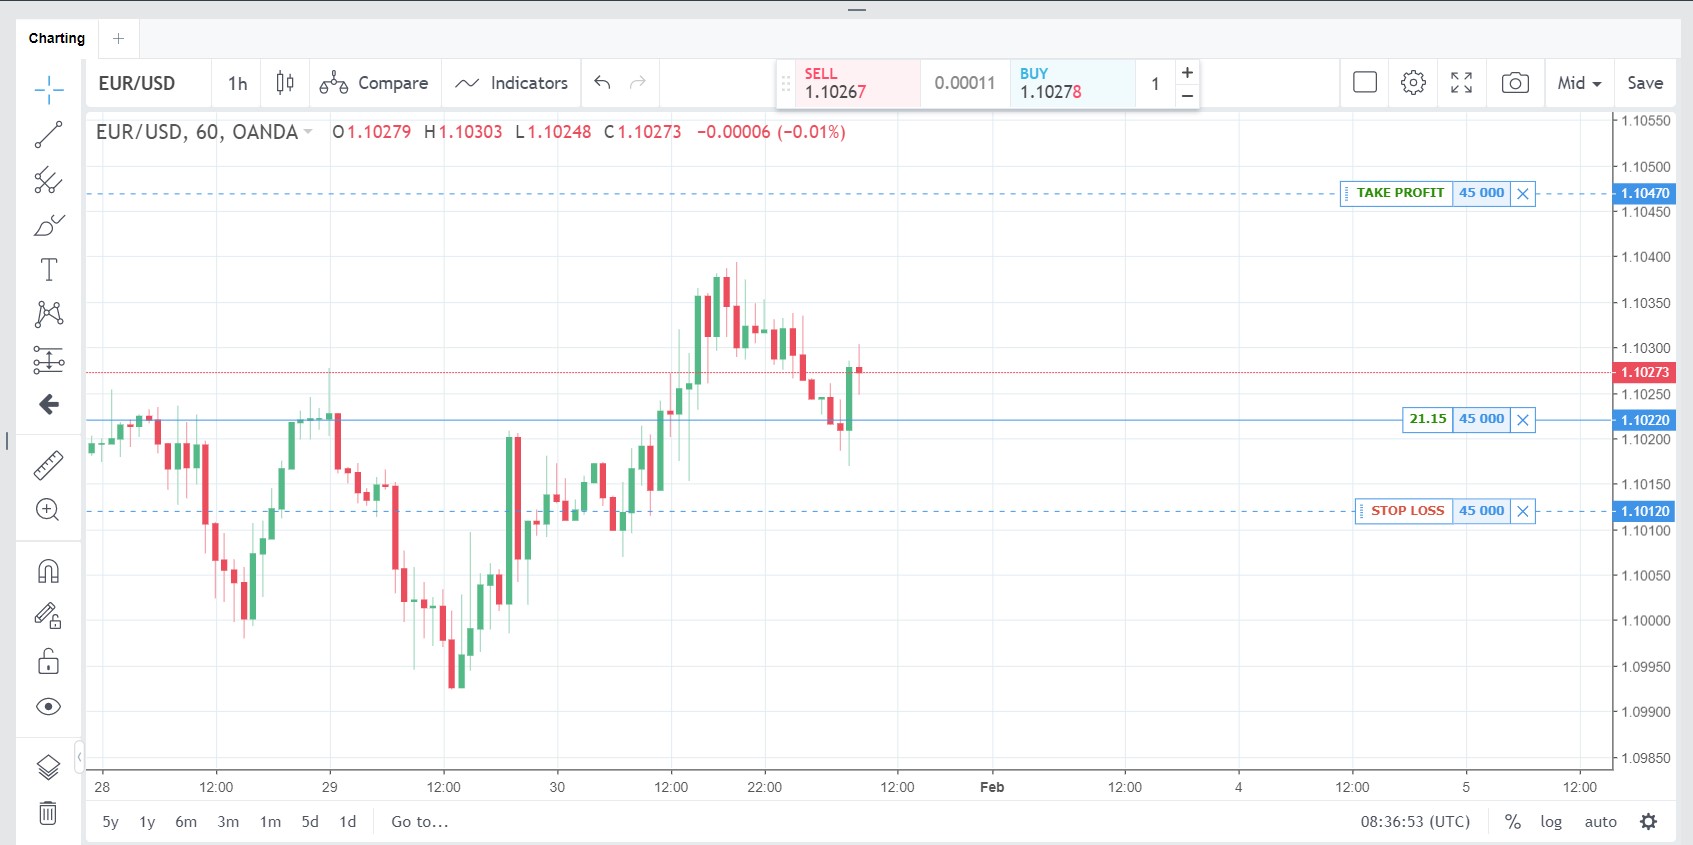 Charting +
EUR/USD 1h Compare Indicators SELL 1.10267 0.00011 BUY 1.10278 1 + − Mid Save
EUR/USD, 60, OANDA O1.10279 H1.10303 L1.10248 C1.10273 −0.00006 (−0.01%)
1.10550
1.10500
TAKE PROFIT 45 000 1.10470
1.10450
1.10400
1.10350
1.10300
1.10273
1.10250
21.15 45 000 1.10220
1.10200
1.10150
STOP LOSS 45 000 1.10120
1.10100
1.10050
1.10000
1.09950
1.09900
1.09850
28 12:00 29 12:00 30 12:00 22:00 12:00 Feb 12:00 4 12:00 5 12:00
5y 1y 6m 3m 1m 5d 1d Go to... 08:36:53 (UTC) % log auto